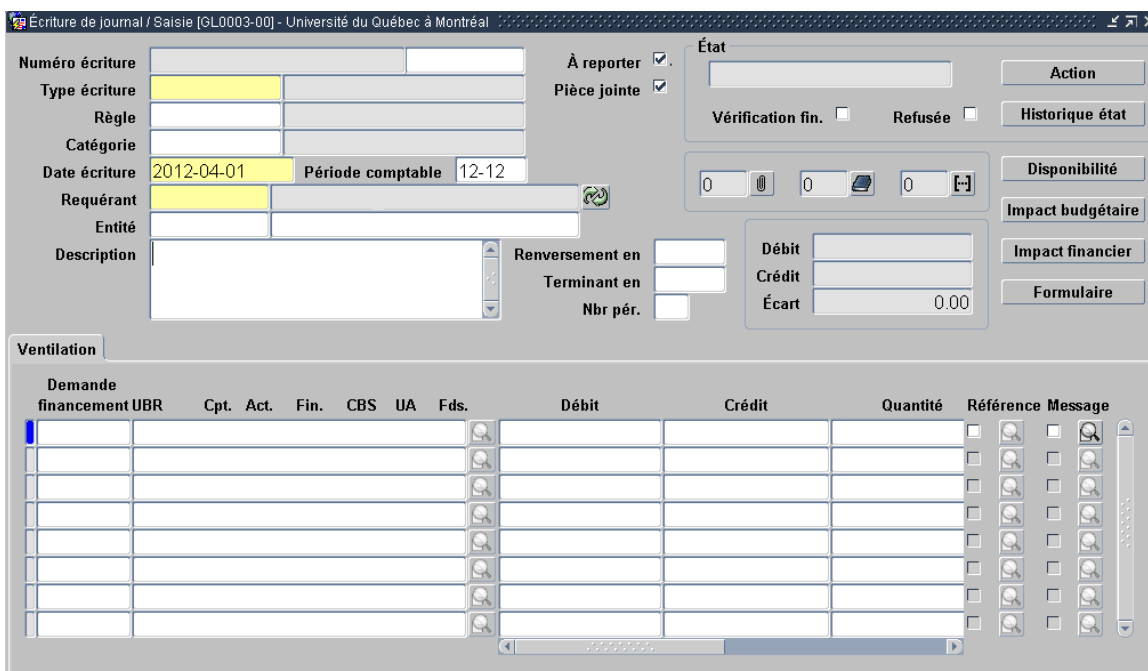 Écriture de journal / Saisie [GL0003-00] - Université du Québec à Montréal
Numéro écriture
À reporter
Type écriture
Pièce jointe
Règle
Catégorie
Date écriture 2012-04-01 Période comptable 12-12
Requérant
Entité
Description
Renversement en
Terminant en
Nbr pér.
État
Vérification fin. Refusée
0 0 0
Débit
Crédit
Écart 0.00
Action
Historique état
Disponibilité
Impact budgétaire
Impact financier
Formulaire
Ventilation
Demande
financement UBR Cpt. Act. Fin. CBS UA Fds. Débit Crédit Quantité Référence Message